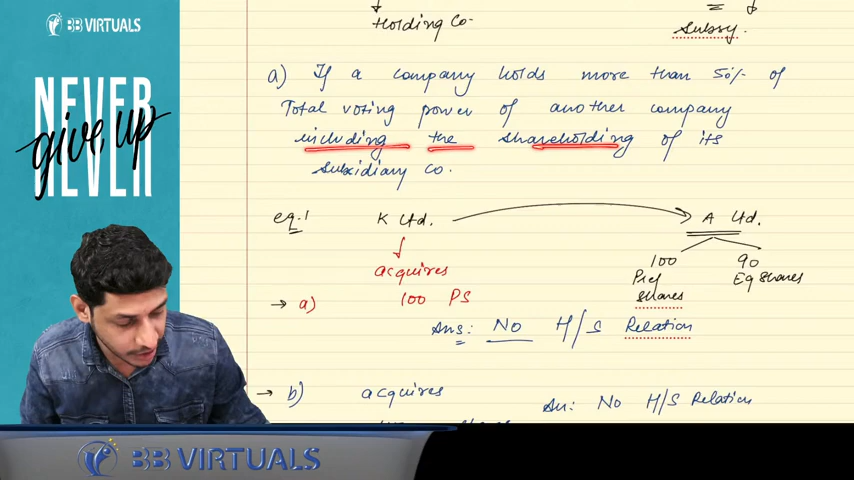 BB VIRTUALS
NEVER
give up
NEVER
Holding Co.
Subsy.
a) If a company holds more than 50% of
Total voting power of another company
including the shareholding of its
subsidiary Co.
eg.1 K Ltd. A Ltd.
acquires 100 90
Pref Eq shares
shares
→ a) 100 PS
Ans: No H/S Relation
→ b) acquires
An: No H/S Relation
BB VIRTUALS